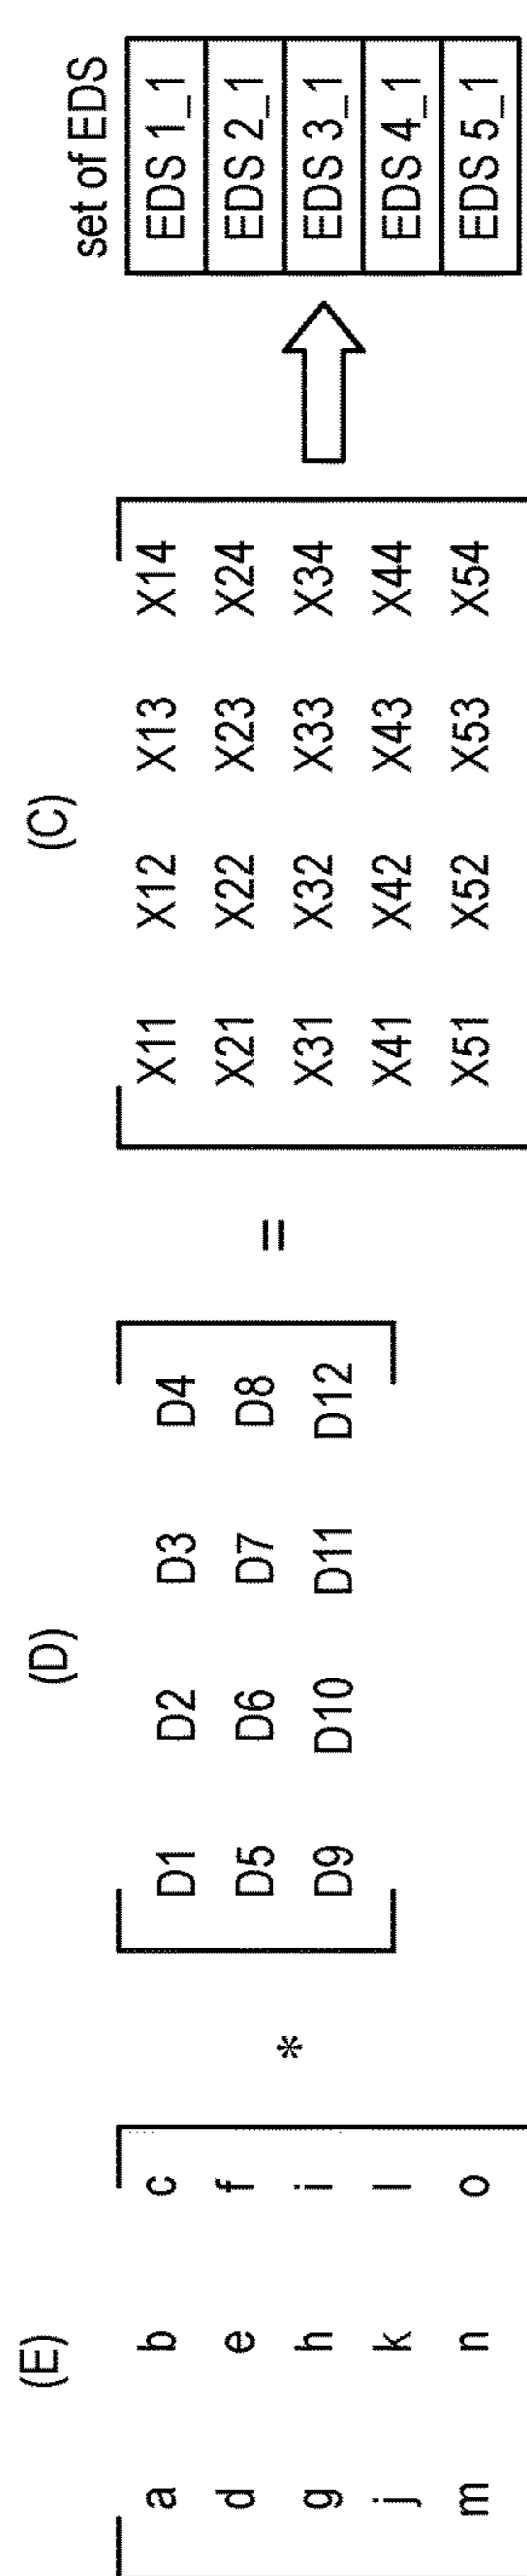 (E) (D) (C) set of EDS
a b c D1 D2 D3 D4 X11 X12 X13 X14 EDS 1_1
d e f D5 D6 D7 D8 X21 X22 X23 X24 EDS 2_1
g h i * D9 D10 D11 D12 = X31 X32 X33 X34 EDS 3_1
j k l X41 X42 X43 X44 EDS 4_1
m n o X51 X52 X53 X54 EDS 5_1